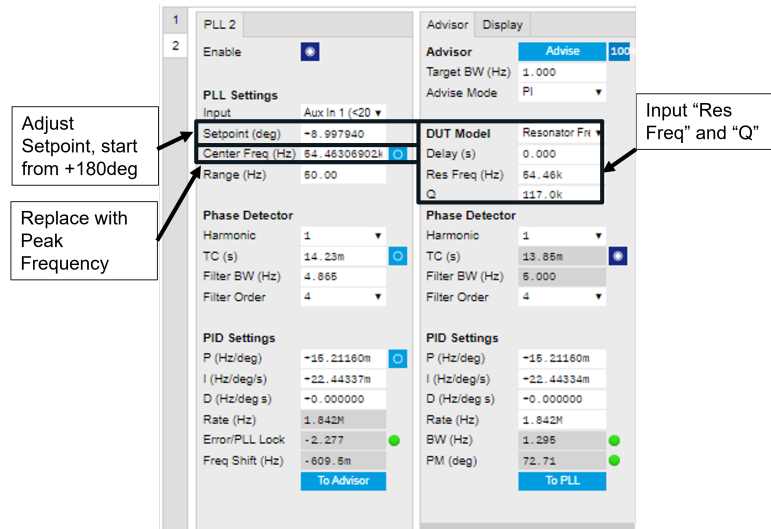 1
2
PLL 2
Enable
PLL Settings
Input Aux In 1 (<20
Setpoint (deg) +8.997940
Center Freq (Hz) 54.46306902k
Range (Hz) 50.00
Phase Detector
Harmonic 1
TC (s) 14.23m
Filter BW (Hz) 4.865
Filter Order 4
PID Settings
P (Hz/deg) +15.21160m
I (Hz/deg/s) +22.44337m
D (Hz/deg s) +0.000000
Rate (Hz) 1.842M
Error/PLL Lock -2.277
Freq Shift (Hz) -609.5m
To Advisor
Advisor Display
Advisor Advise 100
Target BW (Hz) 1.000
Advise Mode PI
DUT Model Resonator Fre
Delay (s) 0.000
Res Freq (Hz) 54.46k
Q 117.0k
Phase Detector
Harmonic 1
TC (s) 13.85m
Filter BW (Hz) 5.000
Filter Order 4
PID Settings
P (Hz/deg) +15.21160m
I (Hz/deg/s) +22.44334m
D (Hz/deg s) +0.000000
Rate (Hz) 1.842M
BW (Hz) 1.295
PM (deg) 72.71
To PLL
Adjust
Setpoint, start
from +180deg
Replace with
Peak
Frequency
Input “Res
Freq” and “Q”